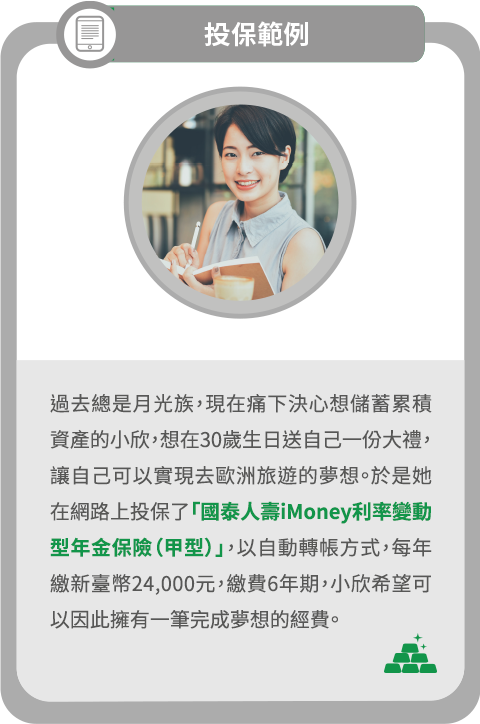 投保範例
過去總是月光族，現在痛下決心想儲蓄累積
資產的小欣，想在30歲生日送自己一份大禮，
讓自己可以實現去歐洲旅遊的夢想。於是她
在網路上投保了「國泰人壽iMoney利率變動
型年金保險（甲型）」，以自動轉帳方式，每年
繳新臺幣24,000元，繳費6年期，小欣希望可
以因此擁有一筆完成夢想的經費。